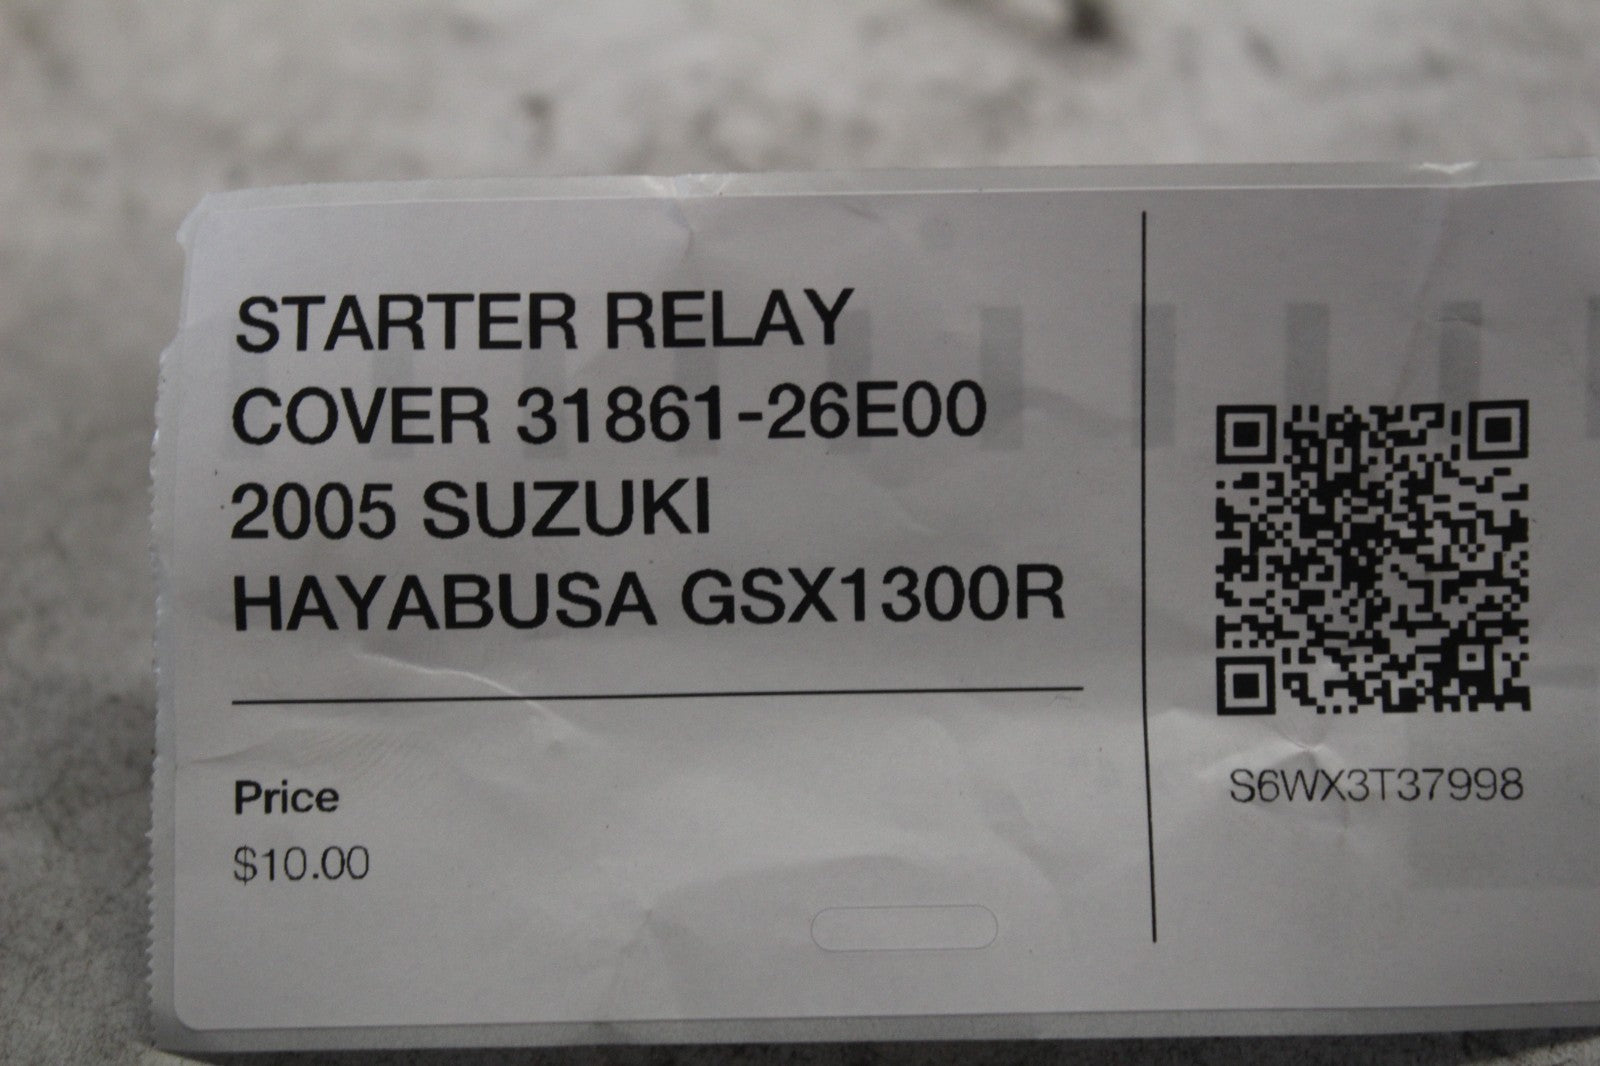 STARTER RELAY
COVER 31861-26E00
2005 SUZUKI
HAYABUSA GSX1300R
Price
$10.00
S6WX3T37998